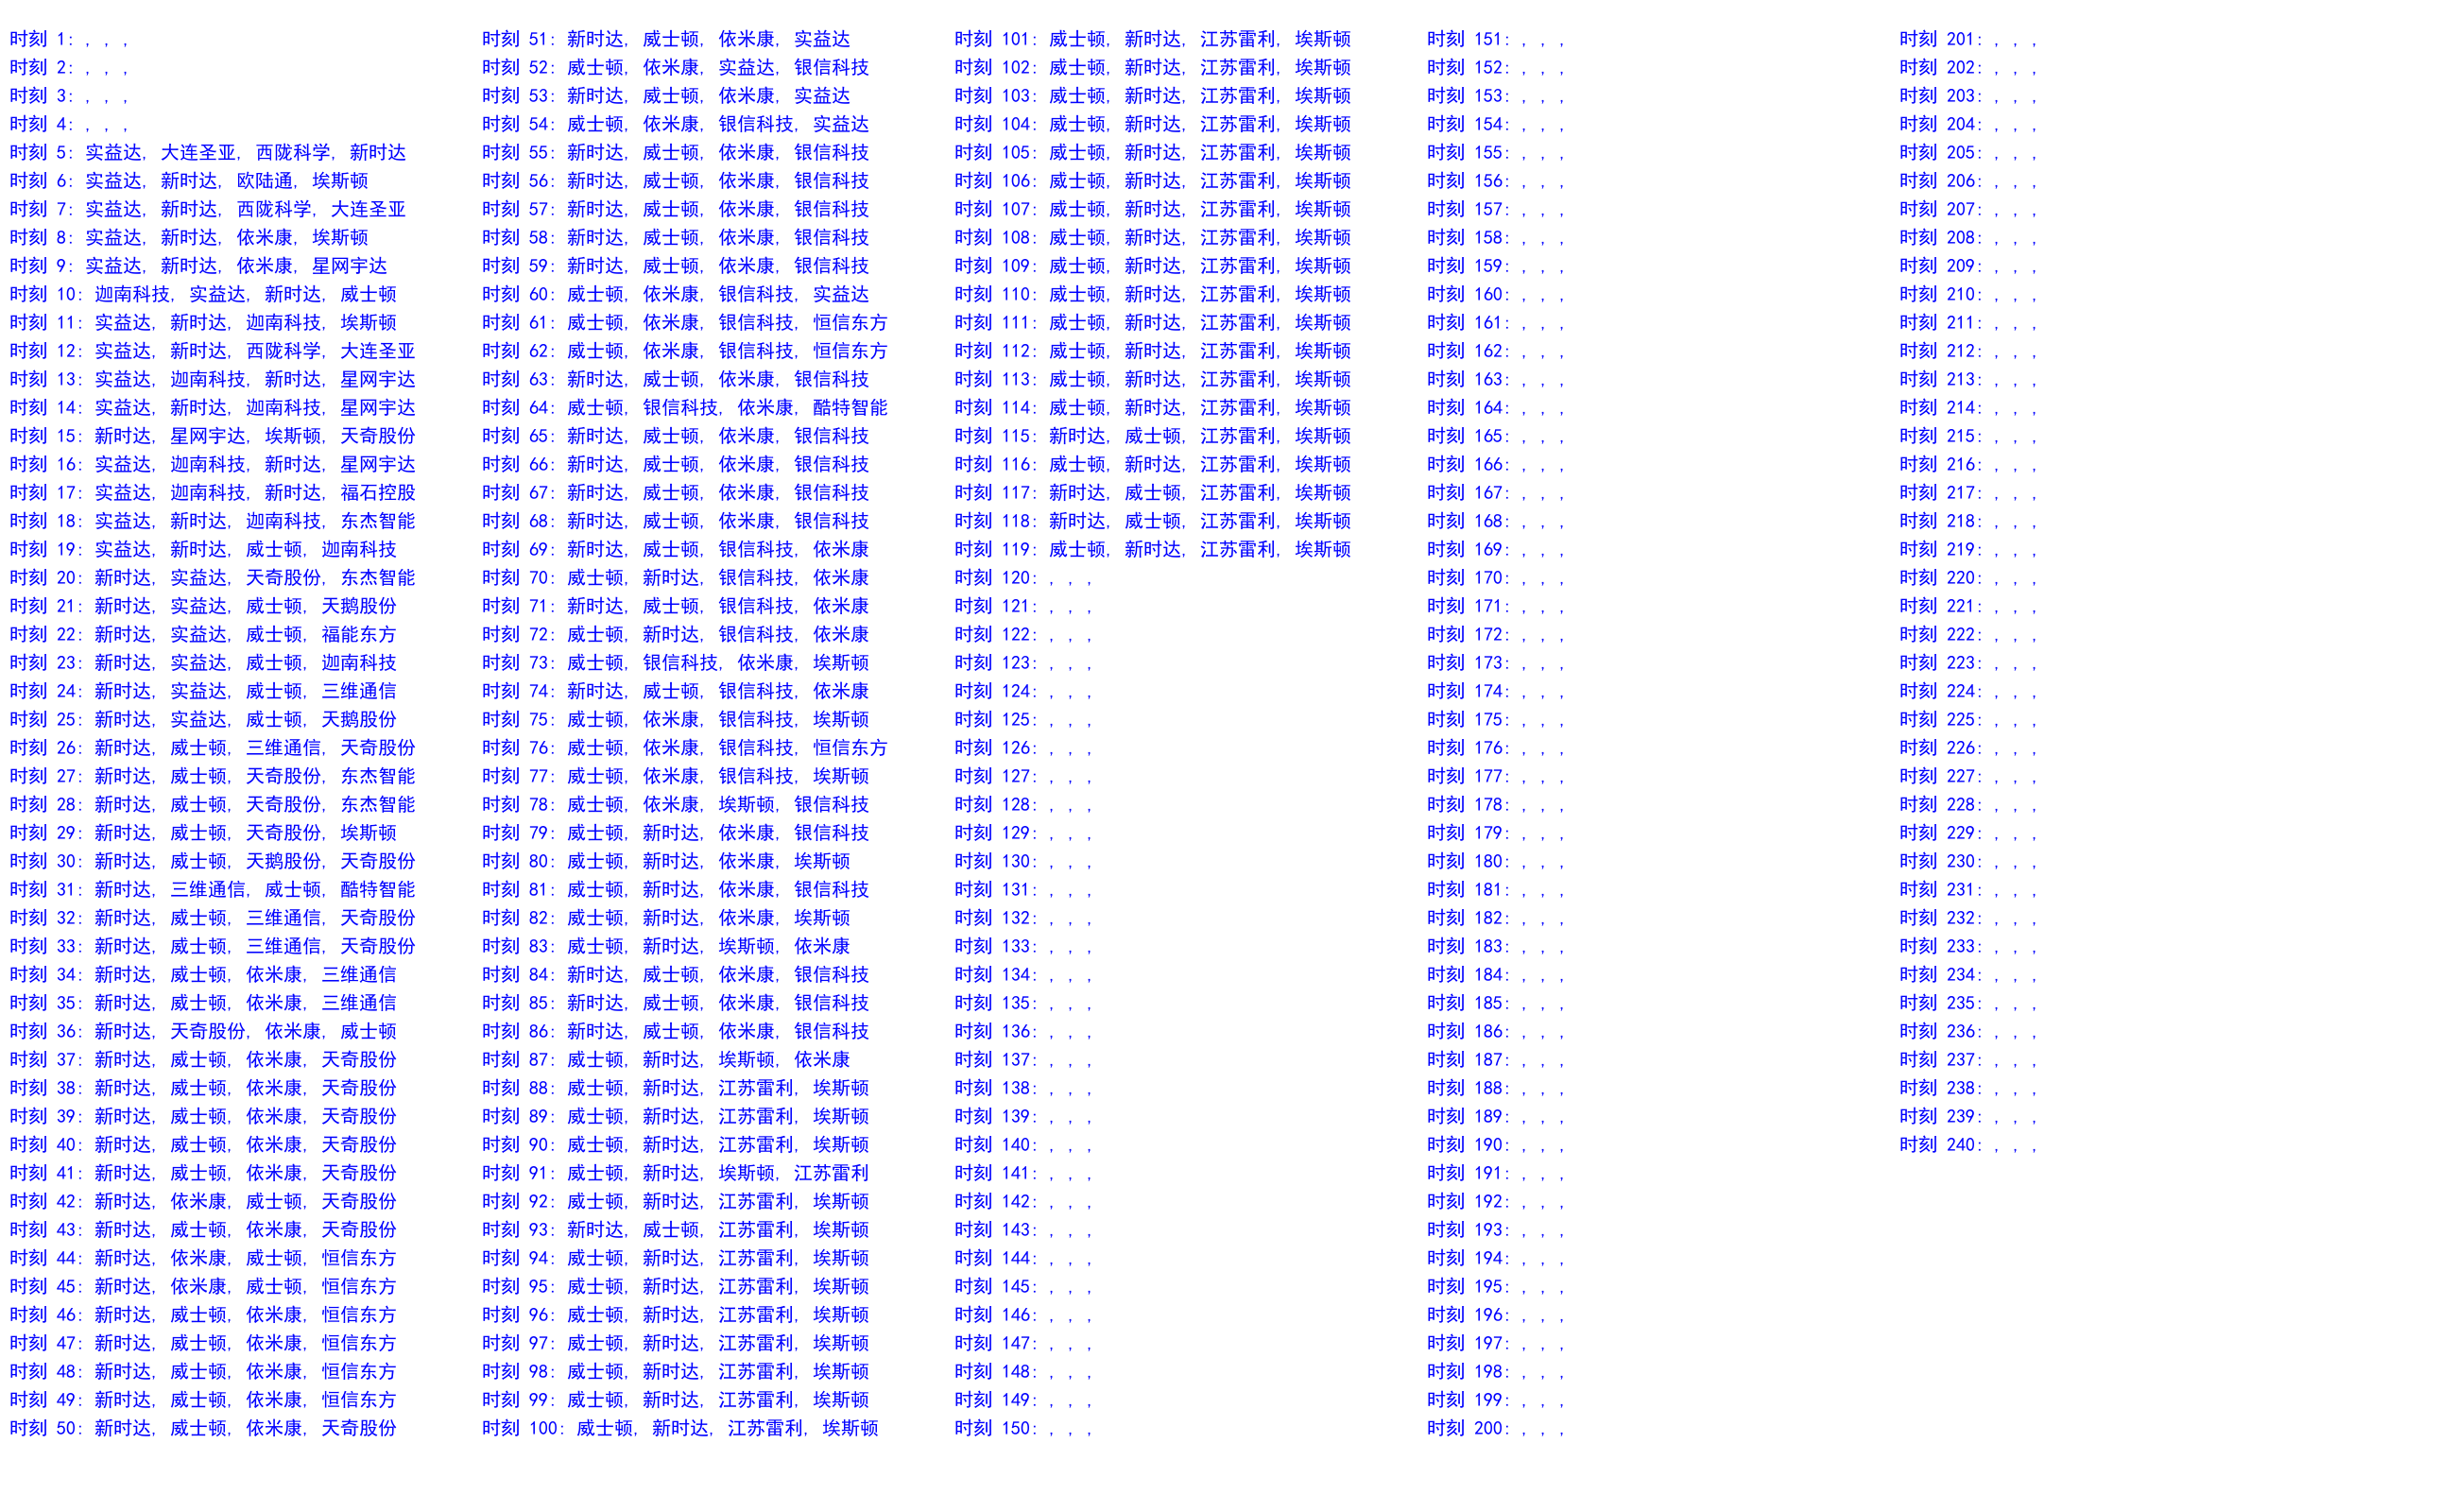 时刻 1: , , ,
时刻 2: , , ,
时刻 3: , , ,
时刻 4: , , ,
时刻 5: 实益达, 大连圣亚, 西陇科学, 新时达
时刻 6: 实益达, 新时达, 欧陆通, 埃斯顿
时刻 7: 实益达, 新时达, 西陇科学, 大连圣亚
时刻 8: 实益达, 新时达, 依米康, 埃斯顿
时刻 9: 实益达, 新时达, 依米康, 星网宇达
时刻 10: 迦南科技, 实益达, 新时达, 威士顿
时刻 11: 实益达, 新时达, 迦南科技, 埃斯顿
时刻 12: 实益达, 新时达, 西陇科学, 大连圣亚
时刻 13: 实益达, 迦南科技, 新时达, 星网宇达
时刻 14: 实益达, 新时达, 迦南科技, 星网宇达
时刻 15: 新时达, 星网宇达, 埃斯顿, 天奇股份
时刻 16: 实益达, 迦南科技, 新时达, 星网宇达
时刻 17: 实益达, 迦南科技, 新时达, 福石控股
时刻 18: 实益达, 新时达, 迦南科技, 东杰智能
时刻 19: 实益达, 新时达, 威士顿, 迦南科技
时刻 20: 新时达, 实益达, 天奇股份, 东杰智能
时刻 21: 新时达, 实益达, 威士顿, 天鹅股份
时刻 22: 新时达, 实益达, 威士顿, 福能东方
时刻 23: 新时达, 实益达, 威士顿, 迦南科技
时刻 24: 新时达, 实益达, 威士顿, 三维通信
时刻 25: 新时达, 实益达, 威士顿, 天鹅股份
时刻 26: 新时达, 威士顿, 三维通信, 天奇股份
时刻 27: 新时达, 威士顿, 天奇股份, 东杰智能
时刻 28: 新时达, 威士顿, 天奇股份, 东杰智能
时刻 29: 新时达, 威士顿, 天奇股份, 埃斯顿
时刻 30: 新时达, 威士顿, 天鹅股份, 天奇股份
时刻 31: 新时达, 三维通信, 威士顿, 酷特智能
时刻 32: 新时达, 威士顿, 三维通信, 天奇股份
时刻 33: 新时达, 威士顿, 三维通信, 天奇股份
时刻 34: 新时达, 威士顿, 依米康, 三维通信
时刻 35: 新时达, 威士顿, 依米康, 三维通信
时刻 36: 新时达, 天奇股份, 依米康, 威士顿
时刻 37: 新时达, 威士顿, 依米康, 天奇股份
时刻 38: 新时达, 威士顿, 依米康, 天奇股份
时刻 39: 新时达, 威士顿, 依米康, 天奇股份
时刻 40: 新时达, 威士顿, 依米康, 天奇股份
时刻 41: 新时达, 威士顿, 依米康, 天奇股份
时刻 42: 新时达, 依米康, 威士顿, 天奇股份
时刻 43: 新时达, 威士顿, 依米康, 天奇股份
时刻 44: 新时达, 依米康, 威士顿, 恒信东方
时刻 45: 新时达, 依米康, 威士顿, 恒信东方
时刻 46: 新时达, 威士顿, 依米康, 恒信东方
时刻 47: 新时达, 威士顿, 依米康, 恒信东方
时刻 48: 新时达, 威士顿, 依米康, 恒信东方
时刻 49: 新时达, 威士顿, 依米康, 恒信东方
时刻 50: 新时达, 威士顿, 依米康, 天奇股份
时刻 51: 新时达, 威士顿, 依米康, 实益达
时刻 52: 威士顿, 依米康, 实益达, 银信科技
时刻 53: 新时达, 威士顿, 依米康, 实益达
时刻 54: 威士顿, 依米康, 银信科技, 实益达
时刻 55: 新时达, 威士顿, 依米康, 银信科技
时刻 56: 新时达, 威士顿, 依米康, 银信科技
时刻 57: 新时达, 威士顿, 依米康, 银信科技
时刻 58: 新时达, 威士顿, 依米康, 银信科技
时刻 59: 新时达, 威士顿, 依米康, 银信科技
时刻 60: 威士顿, 依米康, 银信科技, 实益达
时刻 61: 威士顿, 依米康, 银信科技, 恒信东方
时刻 62: 威士顿, 依米康, 银信科技, 恒信东方
时刻 63: 新时达, 威士顿, 依米康, 银信科技
时刻 64: 威士顿, 银信科技, 依米康, 酷特智能
时刻 65: 新时达, 威士顿, 依米康, 银信科技
时刻 66: 新时达, 威士顿, 依米康, 银信科技
时刻 67: 新时达, 威士顿, 依米康, 银信科技
时刻 68: 新时达, 威士顿, 依米康, 银信科技
时刻 69: 新时达, 威士顿, 银信科技, 依米康
时刻 70: 威士顿, 新时达, 银信科技, 依米康
时刻 71: 新时达, 威士顿, 银信科技, 依米康
时刻 72: 威士顿, 新时达, 银信科技, 依米康
时刻 73: 威士顿, 银信科技, 依米康, 埃斯顿
时刻 74: 新时达, 威士顿, 银信科技, 依米康
时刻 75: 威士顿, 依米康, 银信科技, 埃斯顿
时刻 76: 威士顿, 依米康, 银信科技, 恒信东方
时刻 77: 威士顿, 依米康, 银信科技, 埃斯顿
时刻 78: 威士顿, 依米康, 埃斯顿, 银信科技
时刻 79: 威士顿, 新时达, 依米康, 银信科技
时刻 80: 威士顿, 新时达, 依米康, 埃斯顿
时刻 81: 威士顿, 新时达, 依米康, 银信科技
时刻 82: 威士顿, 新时达, 依米康, 埃斯顿
时刻 83: 威士顿, 新时达, 埃斯顿, 依米康
时刻 84: 新时达, 威士顿, 依米康, 银信科技
时刻 85: 新时达, 威士顿, 依米康, 银信科技
时刻 86: 新时达, 威士顿, 依米康, 银信科技
时刻 87: 威士顿, 新时达, 埃斯顿, 依米康
时刻 88: 威士顿, 新时达, 江苏雷利, 埃斯顿
时刻 89: 威士顿, 新时达, 江苏雷利, 埃斯顿
时刻 90: 威士顿, 新时达, 江苏雷利, 埃斯顿
时刻 91: 威士顿, 新时达, 埃斯顿, 江苏雷利
时刻 92: 威士顿, 新时达, 江苏雷利, 埃斯顿
时刻 93: 新时达, 威士顿, 江苏雷利, 埃斯顿
时刻 94: 威士顿, 新时达, 江苏雷利, 埃斯顿
时刻 95: 威士顿, 新时达, 江苏雷利, 埃斯顿
时刻 96: 威士顿, 新时达, 江苏雷利, 埃斯顿
时刻 97: 威士顿, 新时达, 江苏雷利, 埃斯顿
时刻 98: 威士顿, 新时达, 江苏雷利, 埃斯顿
时刻 99: 威士顿, 新时达, 江苏雷利, 埃斯顿
时刻 100: 威士顿, 新时达, 江苏雷利, 埃斯顿
时刻 101: 威士顿, 新时达, 江苏雷利, 埃斯顿
时刻 102: 威士顿, 新时达, 江苏雷利, 埃斯顿
时刻 103: 威士顿, 新时达, 江苏雷利, 埃斯顿
时刻 104: 威士顿, 新时达, 江苏雷利, 埃斯顿
时刻 105: 威士顿, 新时达, 江苏雷利, 埃斯顿
时刻 106: 威士顿, 新时达, 江苏雷利, 埃斯顿
时刻 107: 威士顿, 新时达, 江苏雷利, 埃斯顿
时刻 108: 威士顿, 新时达, 江苏雷利, 埃斯顿
时刻 109: 威士顿, 新时达, 江苏雷利, 埃斯顿
时刻 110: 威士顿, 新时达, 江苏雷利, 埃斯顿
时刻 111: 威士顿, 新时达, 江苏雷利, 埃斯顿
时刻 112: 威士顿, 新时达, 江苏雷利, 埃斯顿
时刻 113: 威士顿, 新时达, 江苏雷利, 埃斯顿
时刻 114: 威士顿, 新时达, 江苏雷利, 埃斯顿
时刻 115: 新时达, 威士顿, 江苏雷利, 埃斯顿
时刻 116: 威士顿, 新时达, 江苏雷利, 埃斯顿
时刻 117: 新时达, 威士顿, 江苏雷利, 埃斯顿
时刻 118: 新时达, 威士顿, 江苏雷利, 埃斯顿
时刻 119: 威士顿, 新时达, 江苏雷利, 埃斯顿
时刻 120: , , ,
时刻 121: , , ,
时刻 122: , , ,
时刻 123: , , ,
时刻 124: , , ,
时刻 125: , , ,
时刻 126: , , ,
时刻 127: , , ,
时刻 128: , , ,
时刻 129: , , ,
时刻 130: , , ,
时刻 131: , , ,
时刻 132: , , ,
时刻 133: , , ,
时刻 134: , , ,
时刻 135: , , ,
时刻 136: , , ,
时刻 137: , , ,
时刻 138: , , ,
时刻 139: , , ,
时刻 140: , , ,
时刻 141: , , ,
时刻 142: , , ,
时刻 143: , , ,
时刻 144: , , ,
时刻 145: , , ,
时刻 146: , , ,
时刻 147: , , ,
时刻 148: , , ,
时刻 149: , , ,
时刻 150: , , ,
时刻 151: , , ,
时刻 152: , , ,
时刻 153: , , ,
时刻 154: , , ,
时刻 155: , , ,
时刻 156: , , ,
时刻 157: , , ,
时刻 158: , , ,
时刻 159: , , ,
时刻 160: , , ,
时刻 161: , , ,
时刻 162: , , ,
时刻 163: , , ,
时刻 164: , , ,
时刻 165: , , ,
时刻 166: , , ,
时刻 167: , , ,
时刻 168: , , ,
时刻 169: , , ,
时刻 170: , , ,
时刻 171: , , ,
时刻 172: , , ,
时刻 173: , , ,
时刻 174: , , ,
时刻 175: , , ,
时刻 176: , , ,
时刻 177: , , ,
时刻 178: , , ,
时刻 179: , , ,
时刻 180: , , ,
时刻 181: , , ,
时刻 182: , , ,
时刻 183: , , ,
时刻 184: , , ,
时刻 185: , , ,
时刻 186: , , ,
时刻 187: , , ,
时刻 188: , , ,
时刻 189: , , ,
时刻 190: , , ,
时刻 191: , , ,
时刻 192: , , ,
时刻 193: , , ,
时刻 194: , , ,
时刻 195: , , ,
时刻 196: , , ,
时刻 197: , , ,
时刻 198: , , ,
时刻 199: , , ,
时刻 200: , , ,
时刻 201: , , ,
时刻 202: , , ,
时刻 203: , , ,
时刻 204: , , ,
时刻 205: , , ,
时刻 206: , , ,
时刻 207: , , ,
时刻 208: , , ,
时刻 209: , , ,
时刻 210: , , ,
时刻 211: , , ,
时刻 212: , , ,
时刻 213: , , ,
时刻 214: , , ,
时刻 215: , , ,
时刻 216: , , ,
时刻 217: , , ,
时刻 218: , , ,
时刻 219: , , ,
时刻 220: , , ,
时刻 221: , , ,
时刻 222: , , ,
时刻 223: , , ,
时刻 224: , , ,
时刻 225: , , ,
时刻 226: , , ,
时刻 227: , , ,
时刻 228: , , ,
时刻 229: , , ,
时刻 230: , , ,
时刻 231: , , ,
时刻 232: , , ,
时刻 233: , , ,
时刻 234: , , ,
时刻 235: , , ,
时刻 236: , , ,
时刻 237: , , ,
时刻 238: , , ,
时刻 239: , , ,
时刻 240: , , ,